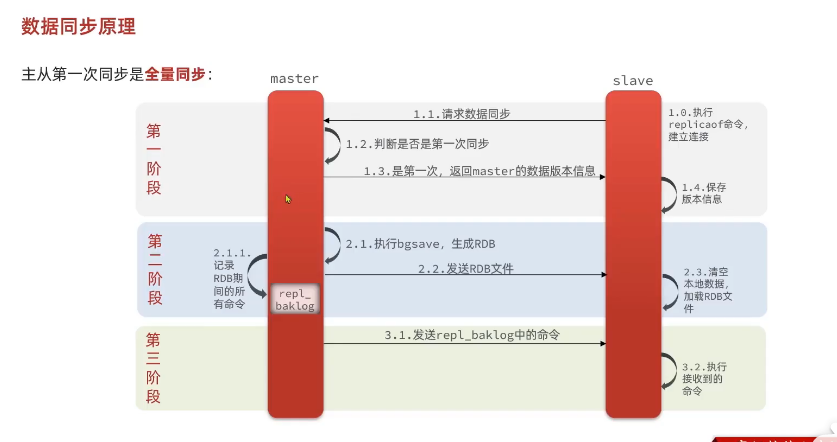 数据同步原理
主从第一次同步是全量同步：
master
slave
第一阶段
1.0.执行
replicaof命令，
建立连接
1.1.请求数据同步
1.2.判断是否是第一次同步
1.3.是第一次，返回master的数据版本信息
1.4.保存
版本信息
第二阶段
2.1.执行bgsave，生成RDB
2.1.1.
记录
RDB期
间的所
有命令
repl_
baklog
2.2.发送RDB文件
2.3.清空
本地数据，
加载RDB文
件
第三阶段
3.1.发送repl_baklog中的命令
3.2.执行
接收到的
命令